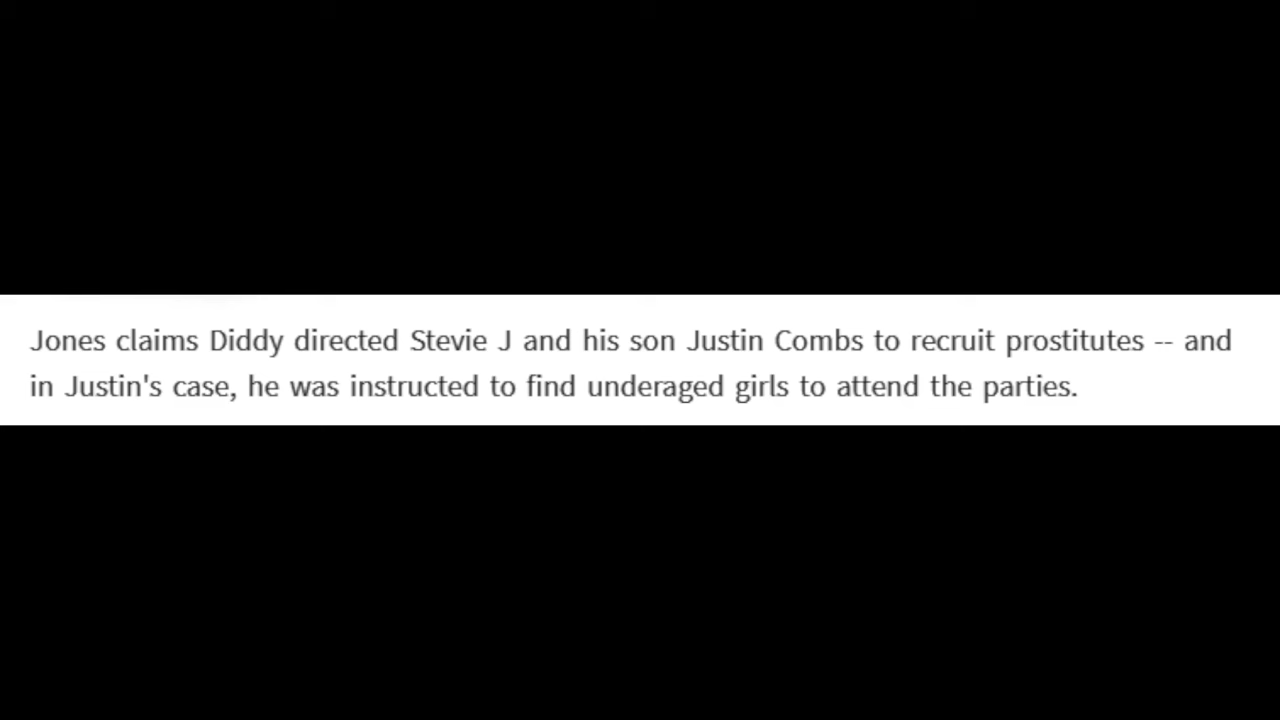 Jones claims Diddy directed Stevie J and his son Justin Combs to recruit prostitutes -- and
in Justin's case, he was instructed to find underaged girls to attend the parties.